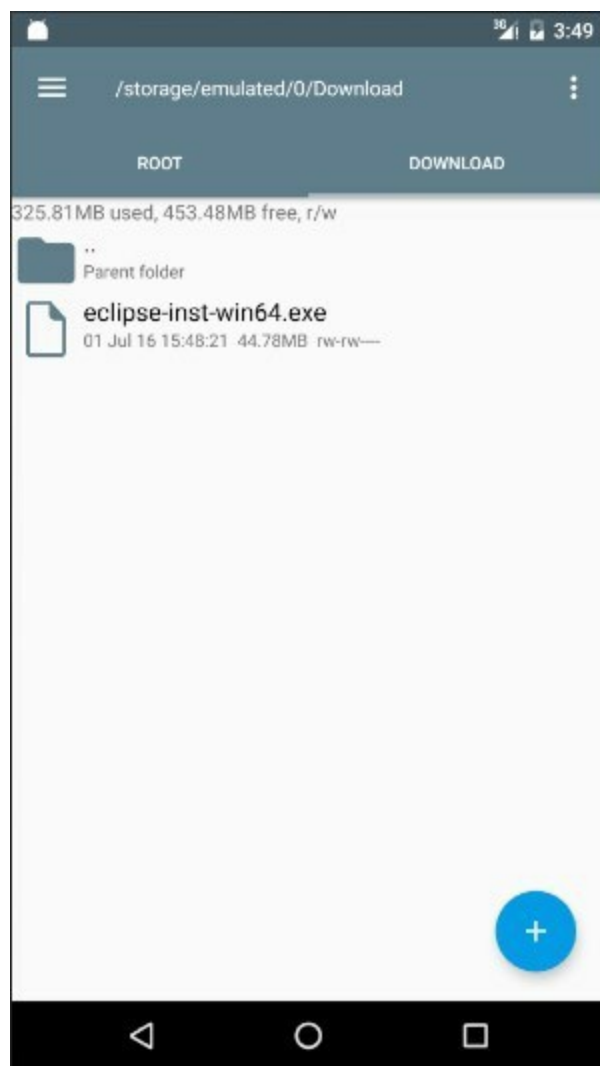 3G 3:49
/storage/emulated/0/Download
ROOT DOWNLOAD
325.81MB used, 453.48MB free, r/w
..
Parent folder
eclipse-inst-win64.exe
01 Jul 16 15:48:21 44.78MB rw-rw----
+